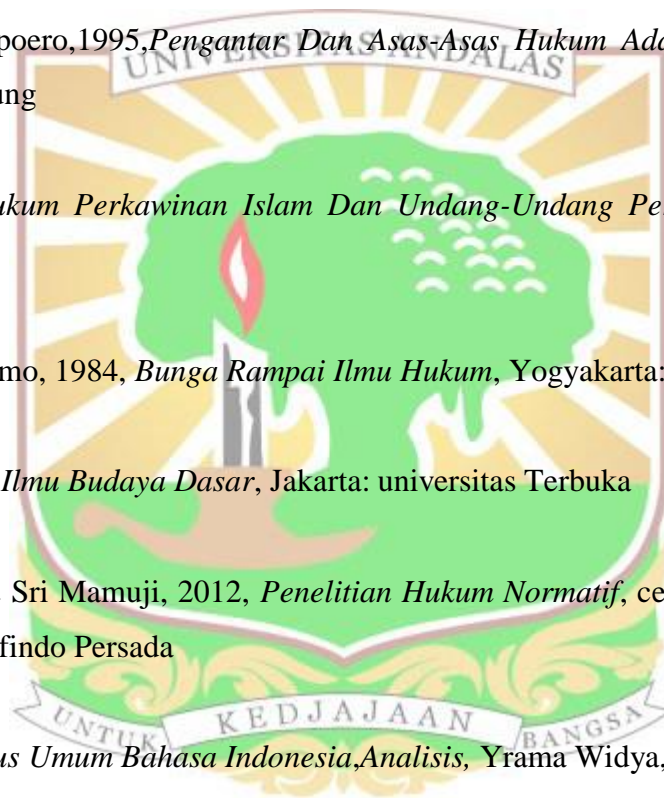 poero,1995,Pengantar Dan Asas-Asas Hukum Ada
UNIVERSITAS ANDALAS
ung
ukum Perkawinan Islam Dan Undang-Undang Pe
mo, 1984, Bunga Rampai Ilmu Hukum, Yogyakarta:
Ilmu Budaya Dasar, Jakarta: universitas Terbuka
Sri Mamuji, 2012, Penelitian Hukum Normatif, ce
findo Persada
UNTUK KEDJAJAAN BANGSA
us Umum Bahasa Indonesia,Analisis, Yrama Widya,